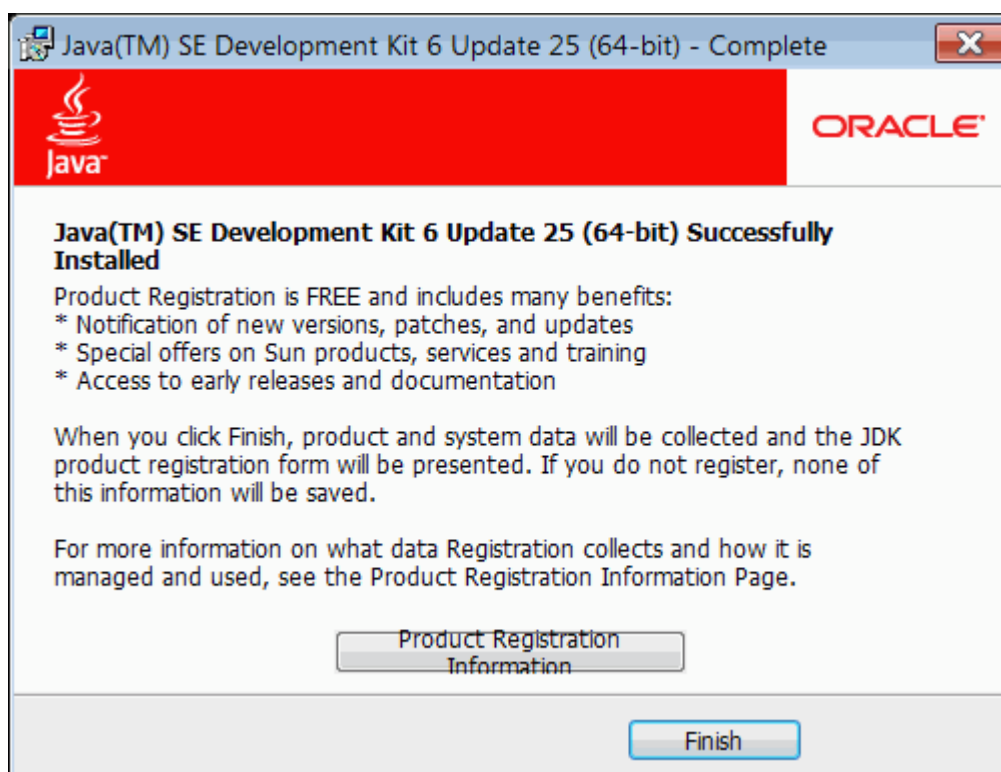 Java(TM) SE Development Kit 6 Update 25 (64-bit) - Complete
Java™
ORACLE®
Java(TM) SE Development Kit 6 Update 25 (64-bit) Successfully
Installed
Product Registration is FREE and includes many benefits:
* Notification of new versions, patches, and updates
* Special offers on Sun products, services and training
* Access to early releases and documentation
When you click Finish, product and system data will be collected and the JDK
product registration form will be presented. If you do not register, none of
this information will be saved.
For more information on what data Registration collects and how it is
managed and used, see the Product Registration Information Page.
Product Registration
Information
Finish